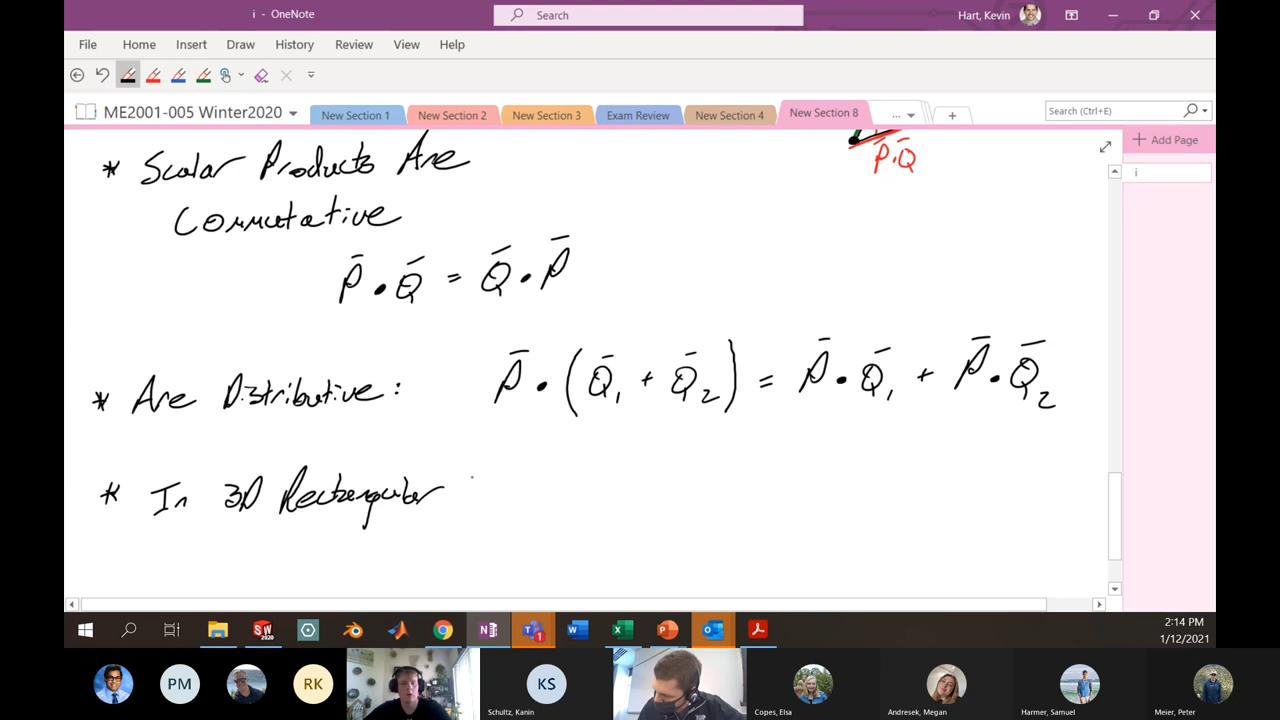 i - OneNote
Search
Hart, Kevin
File Home Insert Draw History Review View Help
ME2001-005 Winter2020
New Section 1
New Section 2
New Section 3
Exam Review
New Section 4
New Section 8
...
Search (Ctrl+E)
Add Page
i
P̄·Q̄
* Scalar Products Are
Commutative
P̄ • Q̄ = Q̄ • P̄
* Are Distributive: P̄ • (Q̄₁ + Q̄₂) = P̄ • Q̄₁ + P̄ • Q̄₂
* In 3D Rectangular
SW
2020
N
1
W
X
P
2:14 PM
1/12/2021
PM
RK
KS
Schultz, Kanin
Copes, Elsa
Andresek, Megan
Harmer, Samuel
Meier, Peter